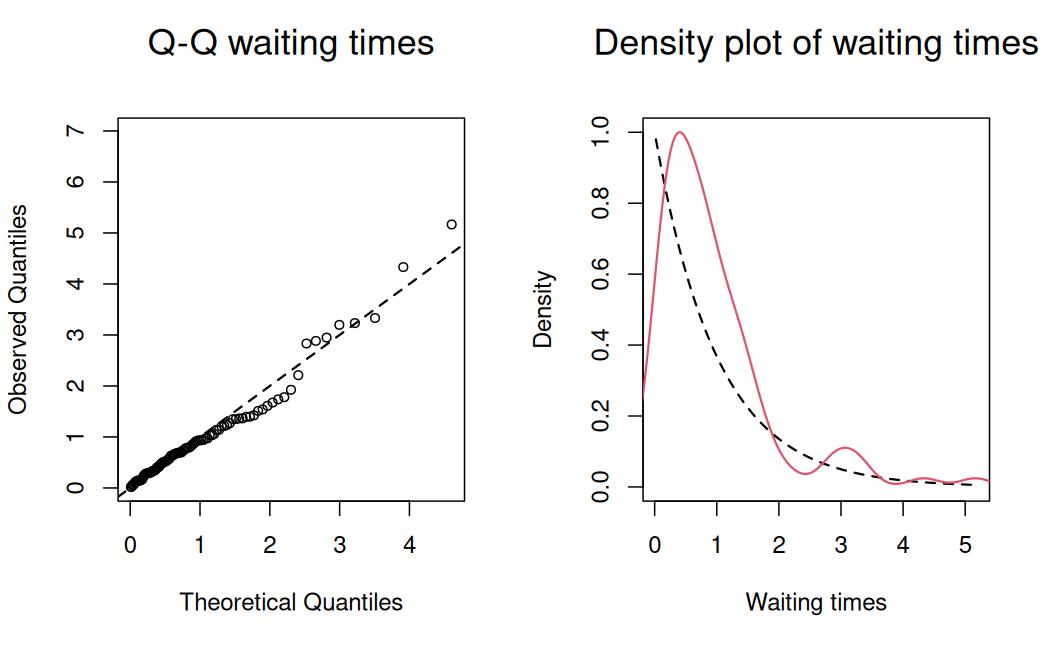 Q-Q waiting times
Observed Quantiles
7
6
5
4
3
2
1
0
0 1 2 3 4
Theoretical Quantiles
Density plot of waiting times
Density
1.0
0.8
0.6
0.4
0.2
0.0
0 1 2 3 4 5
Waiting times